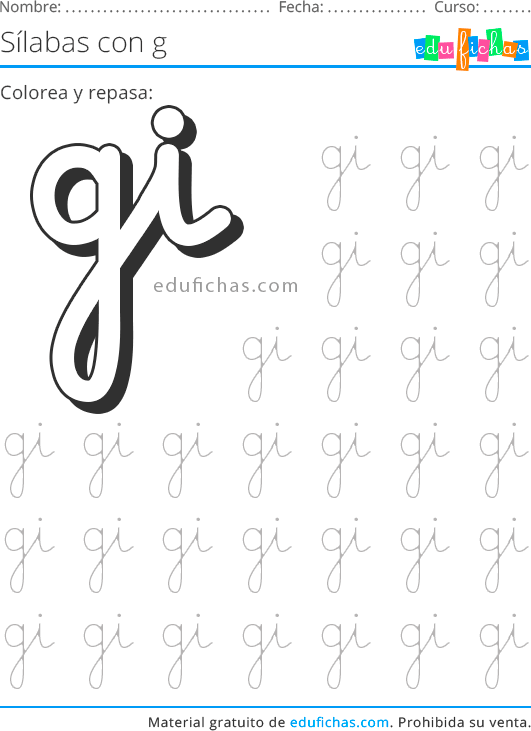 Nombre: ................................ Fecha: ................ Curso: ........
Sílabas con g
edufichas
Colorea y repasa:
gi
gi gi gi
gi gi gi
edufichas.com
gi gi gi gi
gi gi gi gi gi gi gi
gi gi gi gi gi gi gi
gi gi gi gi gi gi gi
Material gratuito de edufichas.com. Prohibida su venta.